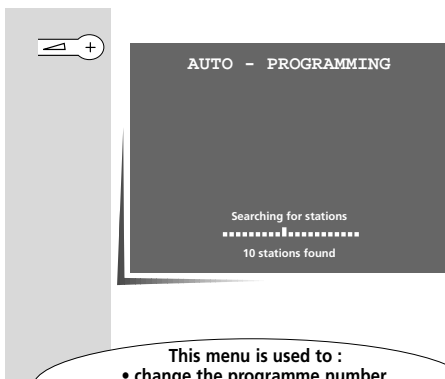 +
AUTO - PROGRAMMING
Searching for stations
10 stations found
This menu is used to :
• change the programme number